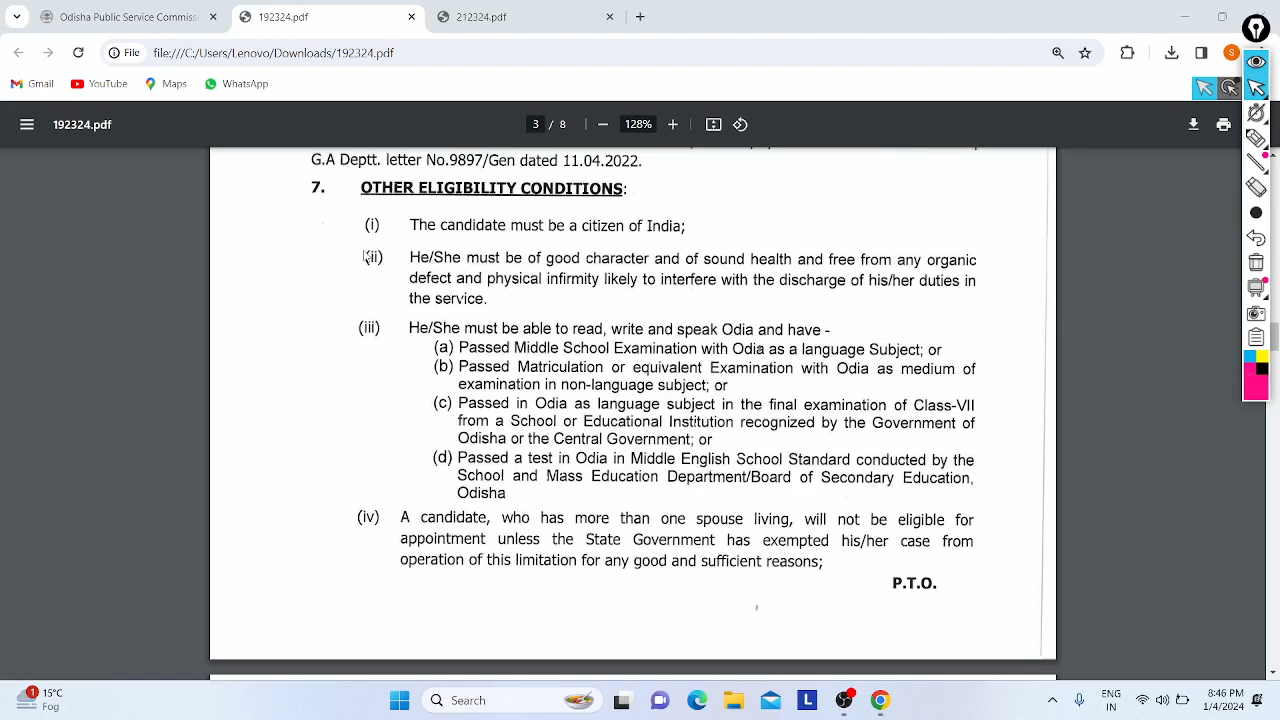 Odisha Public Service Commiss
192324.pdf
212324.pdf
File
file:///C:/Users/Lenovo/Downloads/192324.pdf
S
Gmail
YouTube
Maps
WhatsApp
192324.pdf
3 / 8
128%
G.A Deptt. letter No.9897/Gen dated 11.04.2022.
7. OTHER ELIGIBILITY CONDITIONS:
(i) The candidate must be a citizen of India;
(ii) He/She must be of good character and of sound health and free from any organic
defect and physical infirmity likely to interfere with the discharge of his/her duties in
the service.
(iii) He/She must be able to read, write and speak Odia and have -
(a) Passed Middle School Examination with Odia as a language Subject; or
(b) Passed Matriculation or equivalent Examination with Odia as medium of
examination in non-language subject; or
(c) Passed in Odia as language subject in the final examination of Class-VII
from a School or Educational Institution recognized by the Government of
Odisha or the Central Government; or
(d) Passed a test in Odia in Middle English School Standard conducted by the
School and Mass Education Department/Board of Secondary Education,
Odisha
(iv) A candidate, who has more than one spouse living, will not be eligible for
appointment unless the State Government has exempted his/her case from
operation of this limitation for any good and sufficient reasons;
P.T.O.
1
15°C
Fog
Search
L
ENG
IN
8:46 PM
1/4/2024